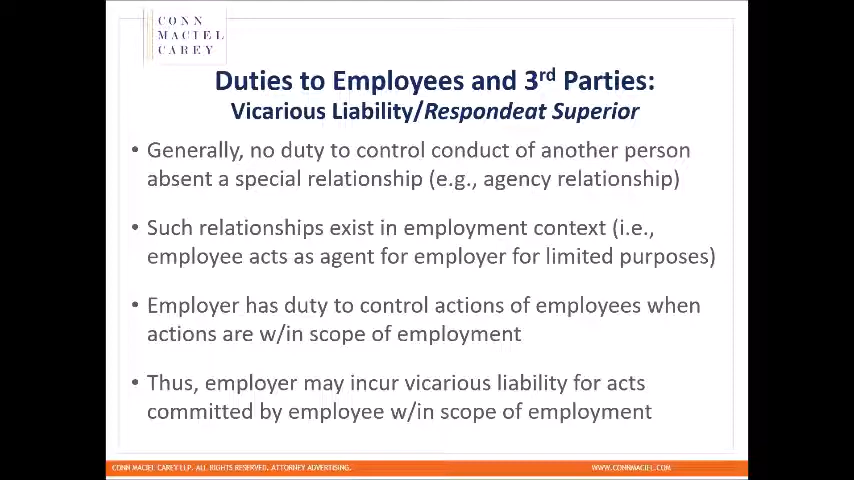 CONN
MACIEL
CAREY
Duties to Employees and 3rd Parties:
Vicarious Liability/Respondeat Superior
• Generally, no duty to control conduct of another person
absent a special relationship (e.g., agency relationship)
• Such relationships exist in employment context (i.e.,
employee acts as agent for employer for limited purposes)
• Employer has duty to control actions of employees when
actions are w/in scope of employment
• Thus, employer may incur vicarious liability for acts
committed by employee w/in scope of employment
CONN MACIEL CAREY LLP. ALL RIGHTS RESERVED. ATTORNEY ADVERTISING.
WWW.CONNMACIEL.COM